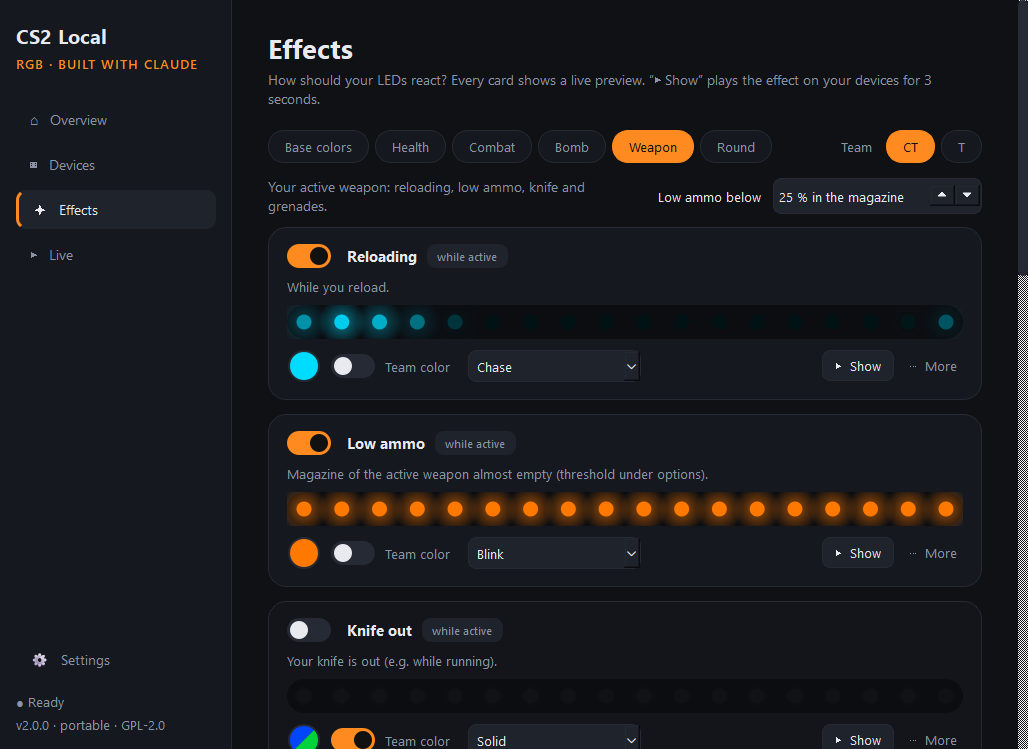 CS2 Local
RGB · BUILT WITH CLAUDE
Overview
Devices
Effects
Live
Settings
Ready
v2.0.0 · portable · GPL-2.0
Effects
How should your LEDs react? Every card shows a live preview. “▸ Show” plays the effect on your devices for 3
seconds.
Base colors
Health
Combat
Bomb
Weapon
Round
Team
CT
T
Your active weapon: reloading, low ammo, knife and
grenades.
Low ammo below
25 % in the magazine
Reloading
while active
While you reload.
Team color
Chase
▸ Show
··· More
Low ammo
while active
Magazine of the active weapon almost empty (threshold under options).
Team color
Blink
▸ Show
··· More
Knife out
while active
Your knife is out (e.g. while running).
Team color
Solid
▸ Show
··· More